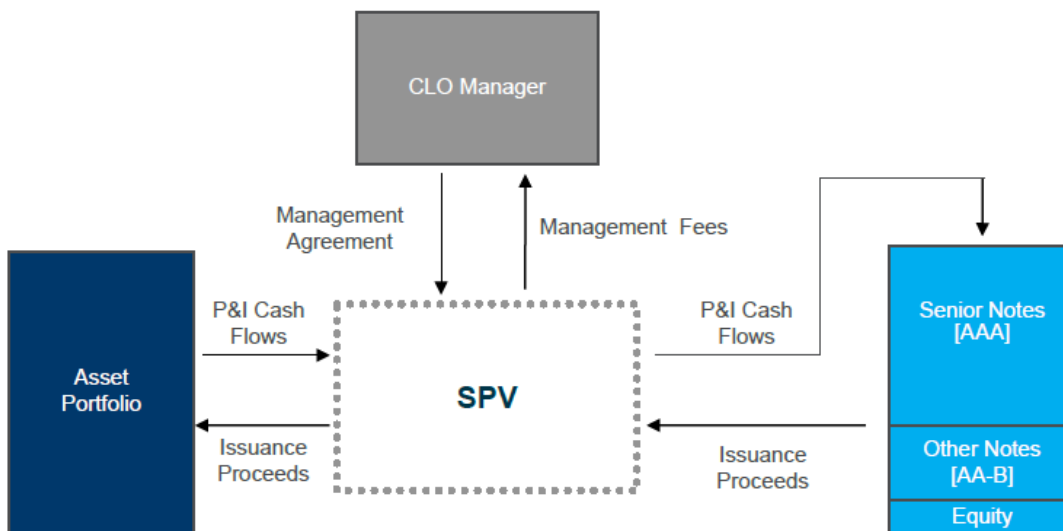 CLO Manager
Management
Agreement
Management Fees
P&I Cash
Flows
P&I Cash
Flows
Senior Notes
[AAA]
Asset
Portfolio
SPV
Issuance
Proceeds
Issuance
Proceeds
Other Notes
[AA-B]
Equity